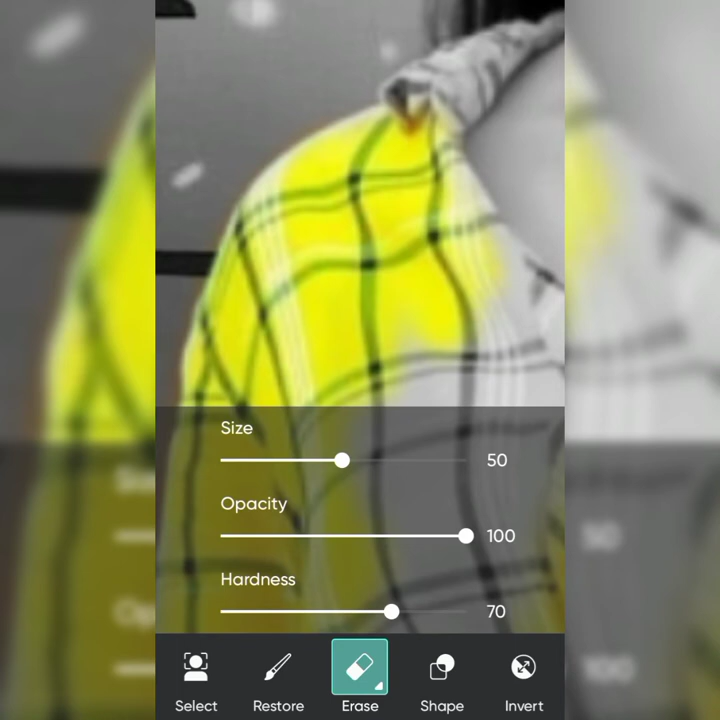 Size
50
Opacity
100
Hardness
70
Select
Restore
Erase
Shape
Invert